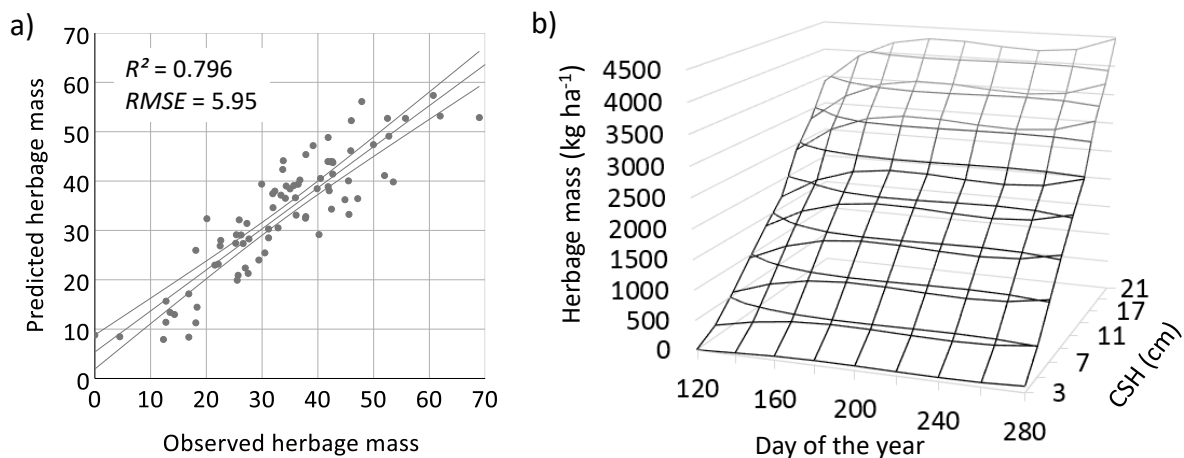 a)
R² = 0.796
RMSE = 5.95
Predicted herbage mass
70
60
50
40
30
20
10
0
0 10 20 30 40 50 60 70
Observed herbage mass
b)
Herbage mass (kg ha⁻¹)
4500
4000
3500
3000
2500
2000
1500
1000
500
0
120 160 200 240 280
Day of the year
21
17
11
7
3
CSH (cm)